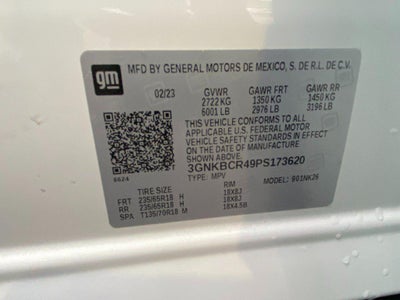 gm
MFD BY GENERAL MOTORS DE MEXICO, S. DE R.L. DE C.V.
02/23 GVWR GAWR FRT GAWR RR
2722 KG 1350 KG 1450 KG
6001 LB 2976 LB 3196 LB
THIS VEHICLE CONFORMS TO ALL APPLICABLE
U.S. FEDERAL MOTOR VEHICLE SAFETY
STANDARDS IN EFFECT ON THE
DATE OF MANUFACTURE SHOWN ABOVE.
3GNKBCR49PS173620
6624 TYPE: MPV MODEL: 901NK26
TIRE SIZE RIM
FRT 235/65R18 H 18X8J
RR 235/65R18 H 18X8J
SPA T135/70R18 M 18X4.5B